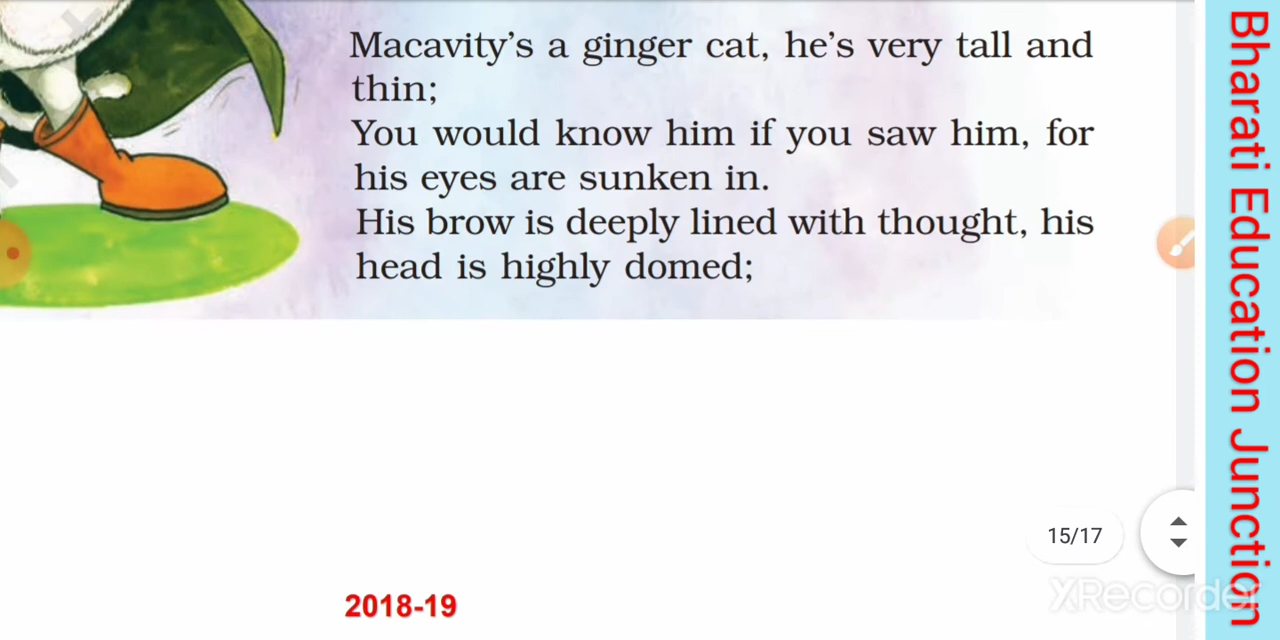 Macavity's a ginger cat, he's very tall and
thin;
You would know him if you saw him, for
his eyes are sunken in.
His brow is deeply lined with thought, his
head is highly domed;
15/17
XRecorder
2018-19
Bharati Education Junction